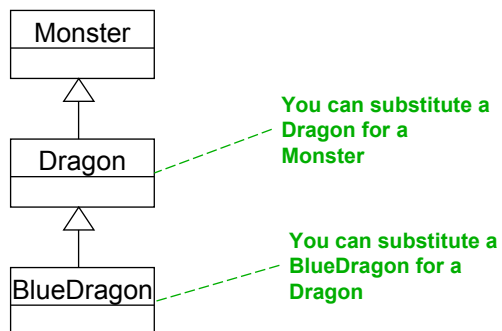 Monster
You can substitute a
Dragon for a
Monster
Dragon
You can substitute a
BlueDragon for a
Dragon
BlueDragon